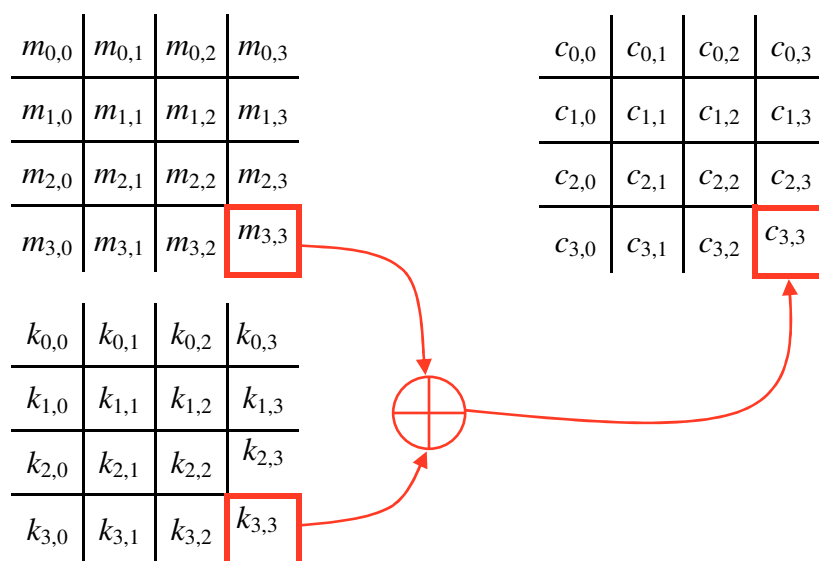 m0,0 m0,1 m0,2 m0,3
m1,0 m1,1 m1,2 m1,3
m2,0 m2,1 m2,2 m2,3
m3,0 m3,1 m3,2 m3,3
k0,0 k0,1 k0,2 k0,3
k1,0 k1,1 k1,2 k1,3
k2,0 k2,1 k2,2 k2,3
k3,0 k3,1 k3,2 k3,3
c0,0 c0,1 c0,2 c0,3
c1,0 c1,1 c1,2 c1,3
c2,0 c2,1 c2,2 c2,3
c3,0 c3,1 c3,2 c3,3